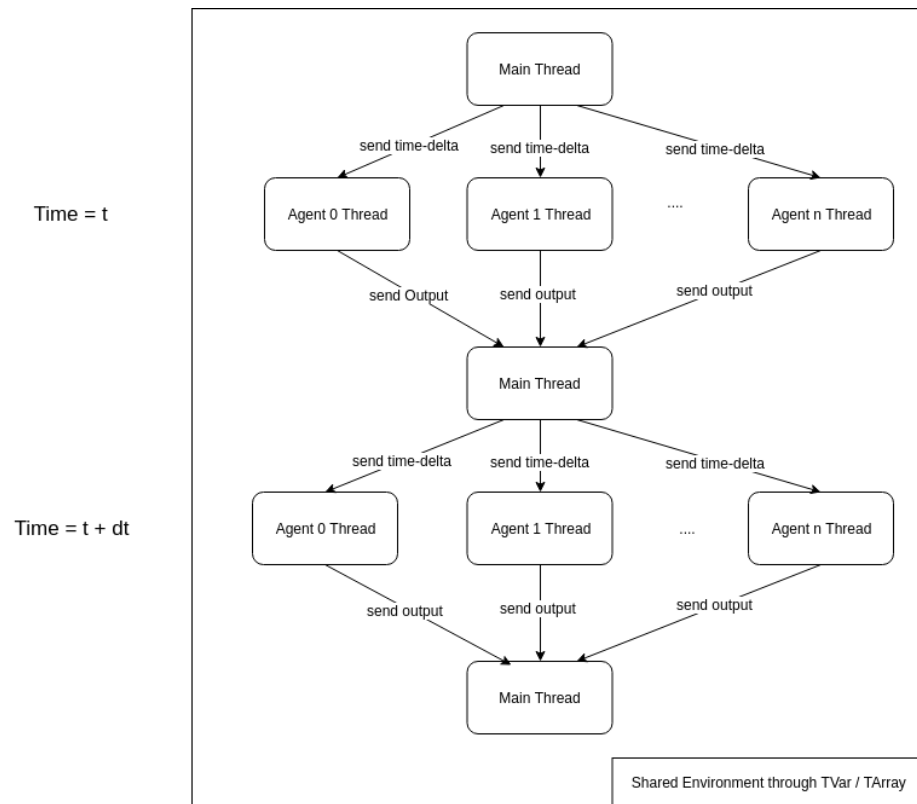 Main Thread
send time-delta
send time-delta
send time-delta
Time = t
Agent 0 Thread
Agent 1 Thread
....
Agent n Thread
send Output
send output
send output
Main Thread
send time-delta
send time-delta
send time-delta
Time = t + dt
Agent 0 Thread
Agent 1 Thread
....
Agent n Thread
send output
send output
send output
Main Thread
Shared Environment through TVar / TArray